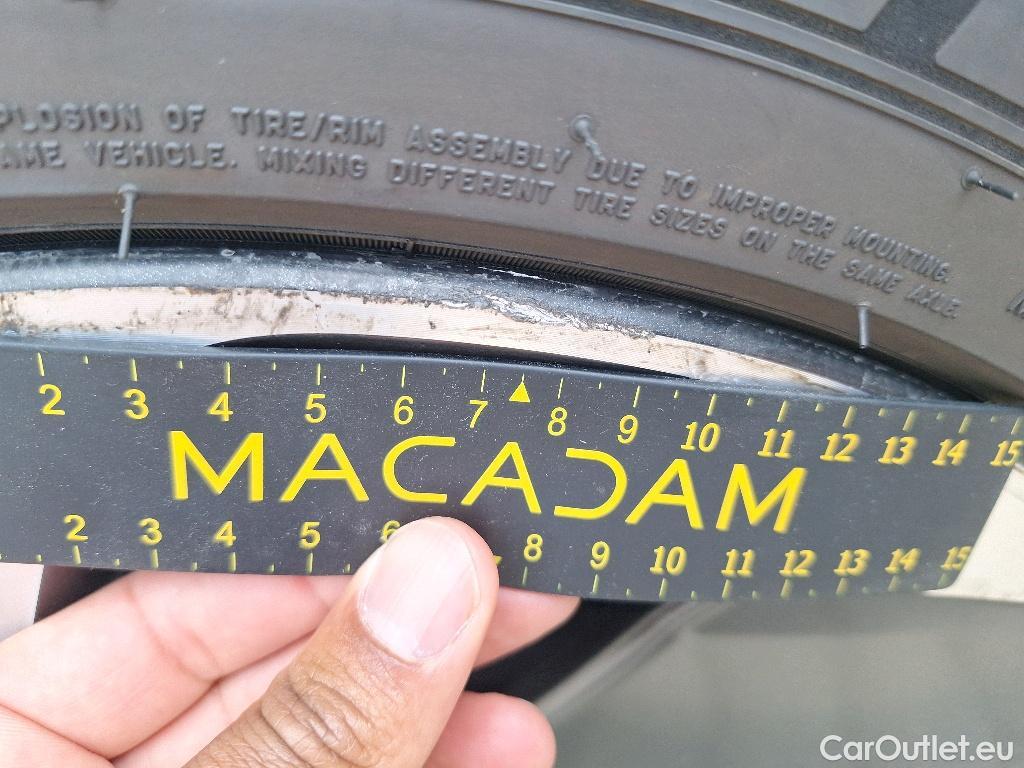 PLOSION OF TIRE/RIM ASSEMBLY DUE TO IMPROPER MOUNTING.
AME VEHICLE. MIXING DIFFERENT TIRE SIZES ON THE SAME AXLE.
2 3 4 5 6 7 8 9 10 11 12 13 14 15
MACADAM
2 3 4 5 6 8 9 10 11 12 13 14 15
CarOutlet.eu